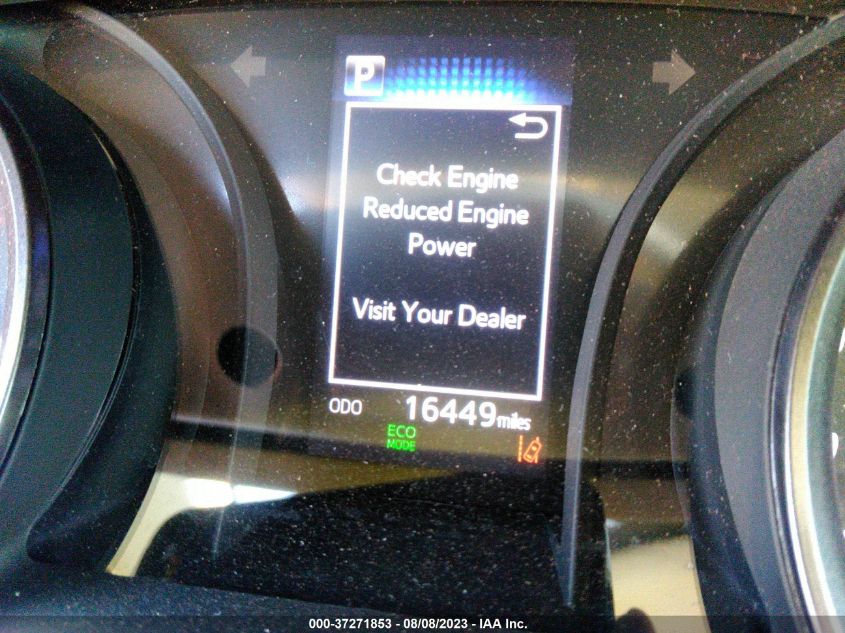 P
Check Engine
Reduced Engine
Power
Visit Your Dealer
ODO 16449 miles
ECO
MODE
000-37271853 - 08/08/2023 - IAA Inc.